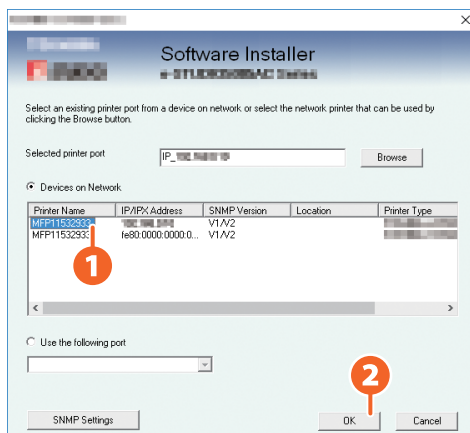 Software Installer
Select an existing printer port from a device on network or select the network printer that can be used by
clicking the Browse button.
Selected printer port
IP_
Browse
Devices on Network
Printer Name IP/IPX Address SNMP Version Location Printer Type
MFP11532933 V1/V2
MFP11532933 fe80:0000:0000:0... V1/V2
1
Use the following port
2
SNMP Settings
OK
Cancel